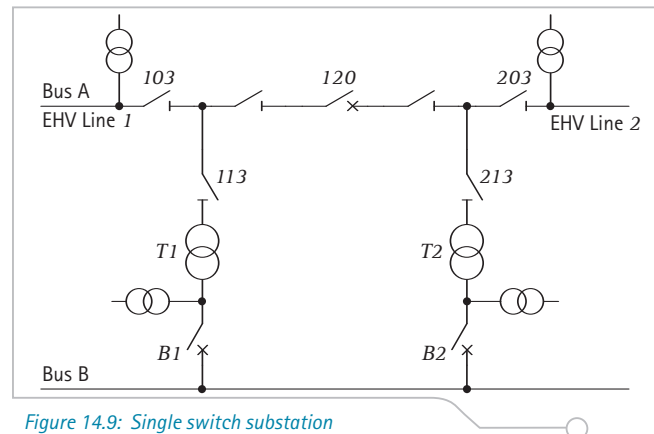 103
120
203
Bus A
EHV Line 1
EHV Line 2
113
213
T1
T2
B1
B2
Bus B
Figure 14.9: Single switch substation